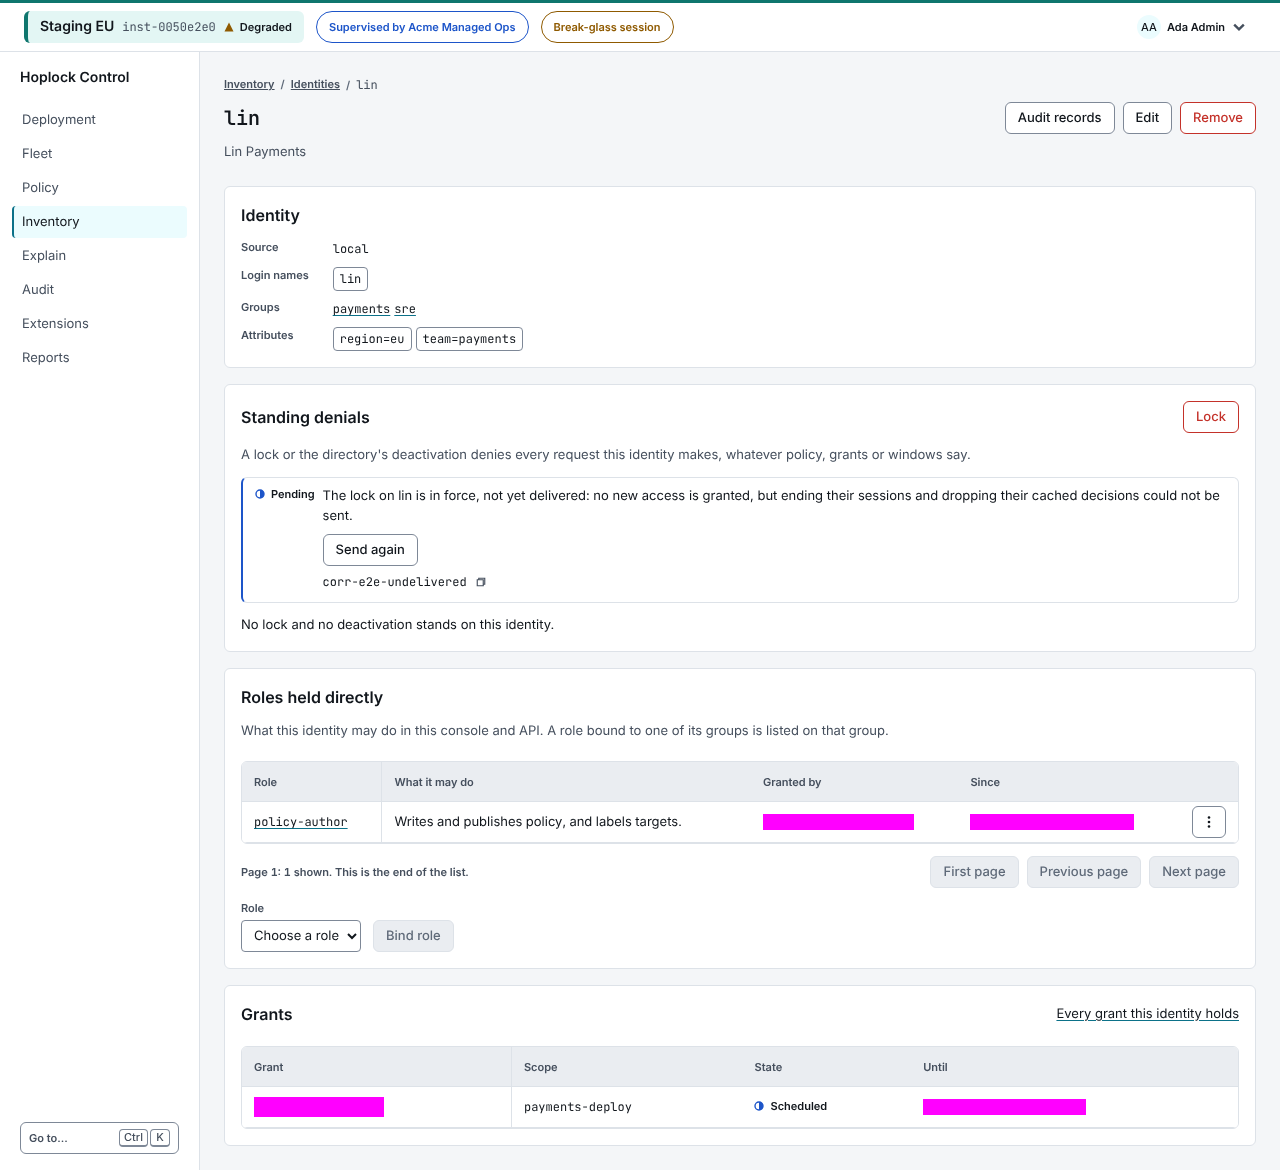 Staging EU inst-0050e2e0 Degraded
Supervised by Acme Managed Ops
Break-glass session
AA Ada Admin
Hoplock Control
Deployment
Fleet
Policy
Inventory
Explain
Audit
Extensions
Reports
Go to...
Ctrl K
Inventory / Identities / lin
lin
Audit records
Edit
Remove
Lin Payments
Identity
Source local
Login names lin
Groups payments sre
Attributes region=eu team=payments
Standing denials
Lock
A lock or the directory's deactivation denies every request this identity makes, whatever policy, grants or windows say.
Pending The lock on lin is in force, not yet delivered: no new access is granted, but ending their sessions and dropping their cached decisions could not be
sent.
Send again
corr-e2e-undelivered
No lock and no deactivation stands on this identity.
Roles held directly
What this identity may do in this console and API. A role bound to one of its groups is listed on that group.
Role What it may do Granted by Since
policy-author Writes and publishes policy, and labels targets.
Page 1: 1 shown. This is the end of the list.
First page
Previous page
Next page
Role
Choose a role
Bind role
Grants
Every grant this identity holds
Grant Scope State Until
payments-deploy Scheduled